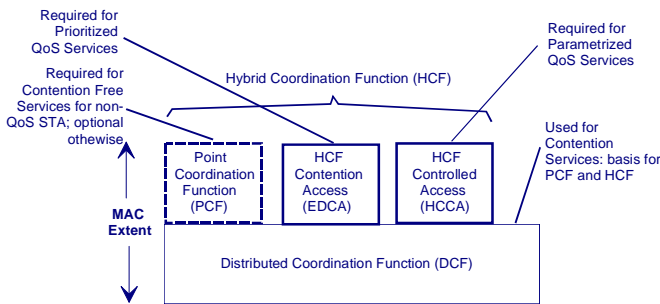 Required for
Prioritized
QoS Services
Required for
Contention Free
Services for non-
QoS STA; optional
othewise
Hybrid Coordination Function (HCF)
Required for
Parametrized
QoS Services
Used for
Contention
Services: basis for
PCF and HCF
MAC
Extent
Point
Coordination
Function
(PCF)
HCF
Contention
Access
(EDCA)
HCF
Controlled
Access
(HCCA)
Distributed Coordination Function (DCF)